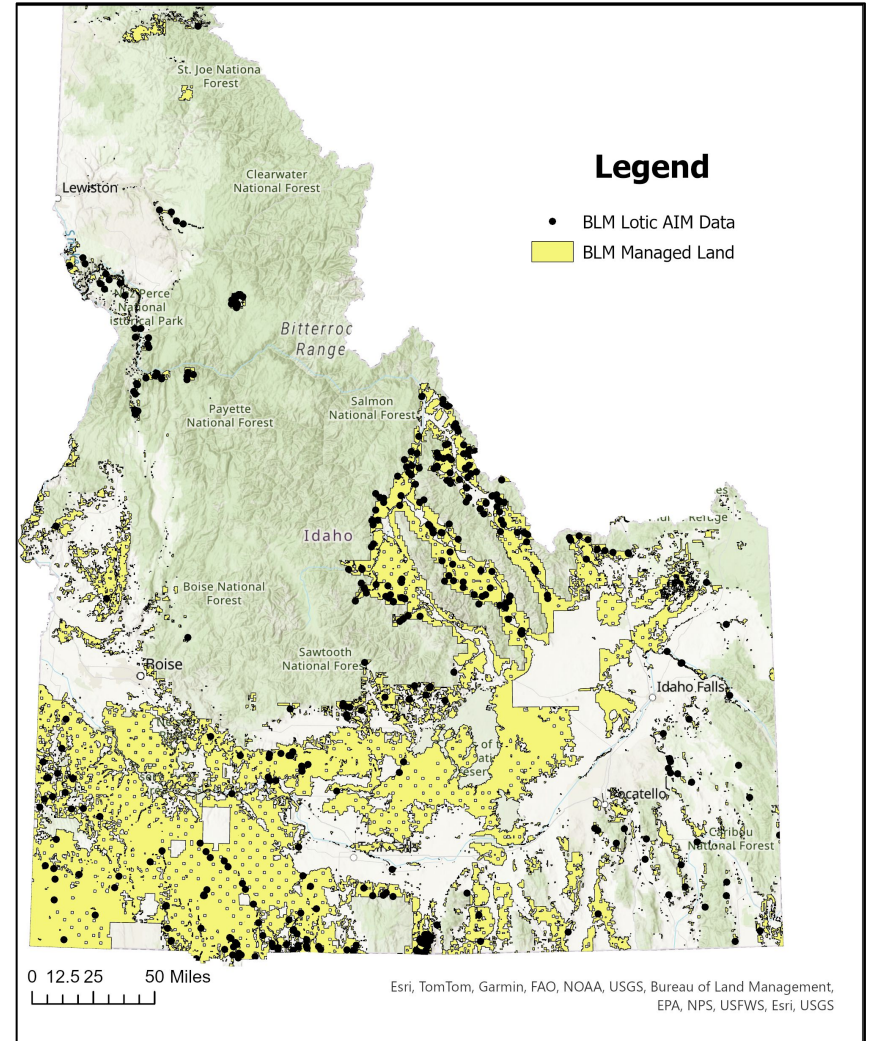 St. Joe Nationa
Forest
Clearwater
National Forest
Legend
Lewiston
BLM Lotic AIM Data
BLM Managed Land
National
istorical Park
Bitterroc
Range
Salmon
National Forest
Payette
National Forest
Idaho
Refuge
Boise National
Forest
Sawtooth
National Fores
Boise
Idaho Falls
Pocatello
Caribou
National Forest
0 12.5 25 50 Miles
Esri, TomTom, Garmin, FAO, NOAA, USGS, Bureau of Land Management,
EPA, NPS, USFWS, Esri, USGS